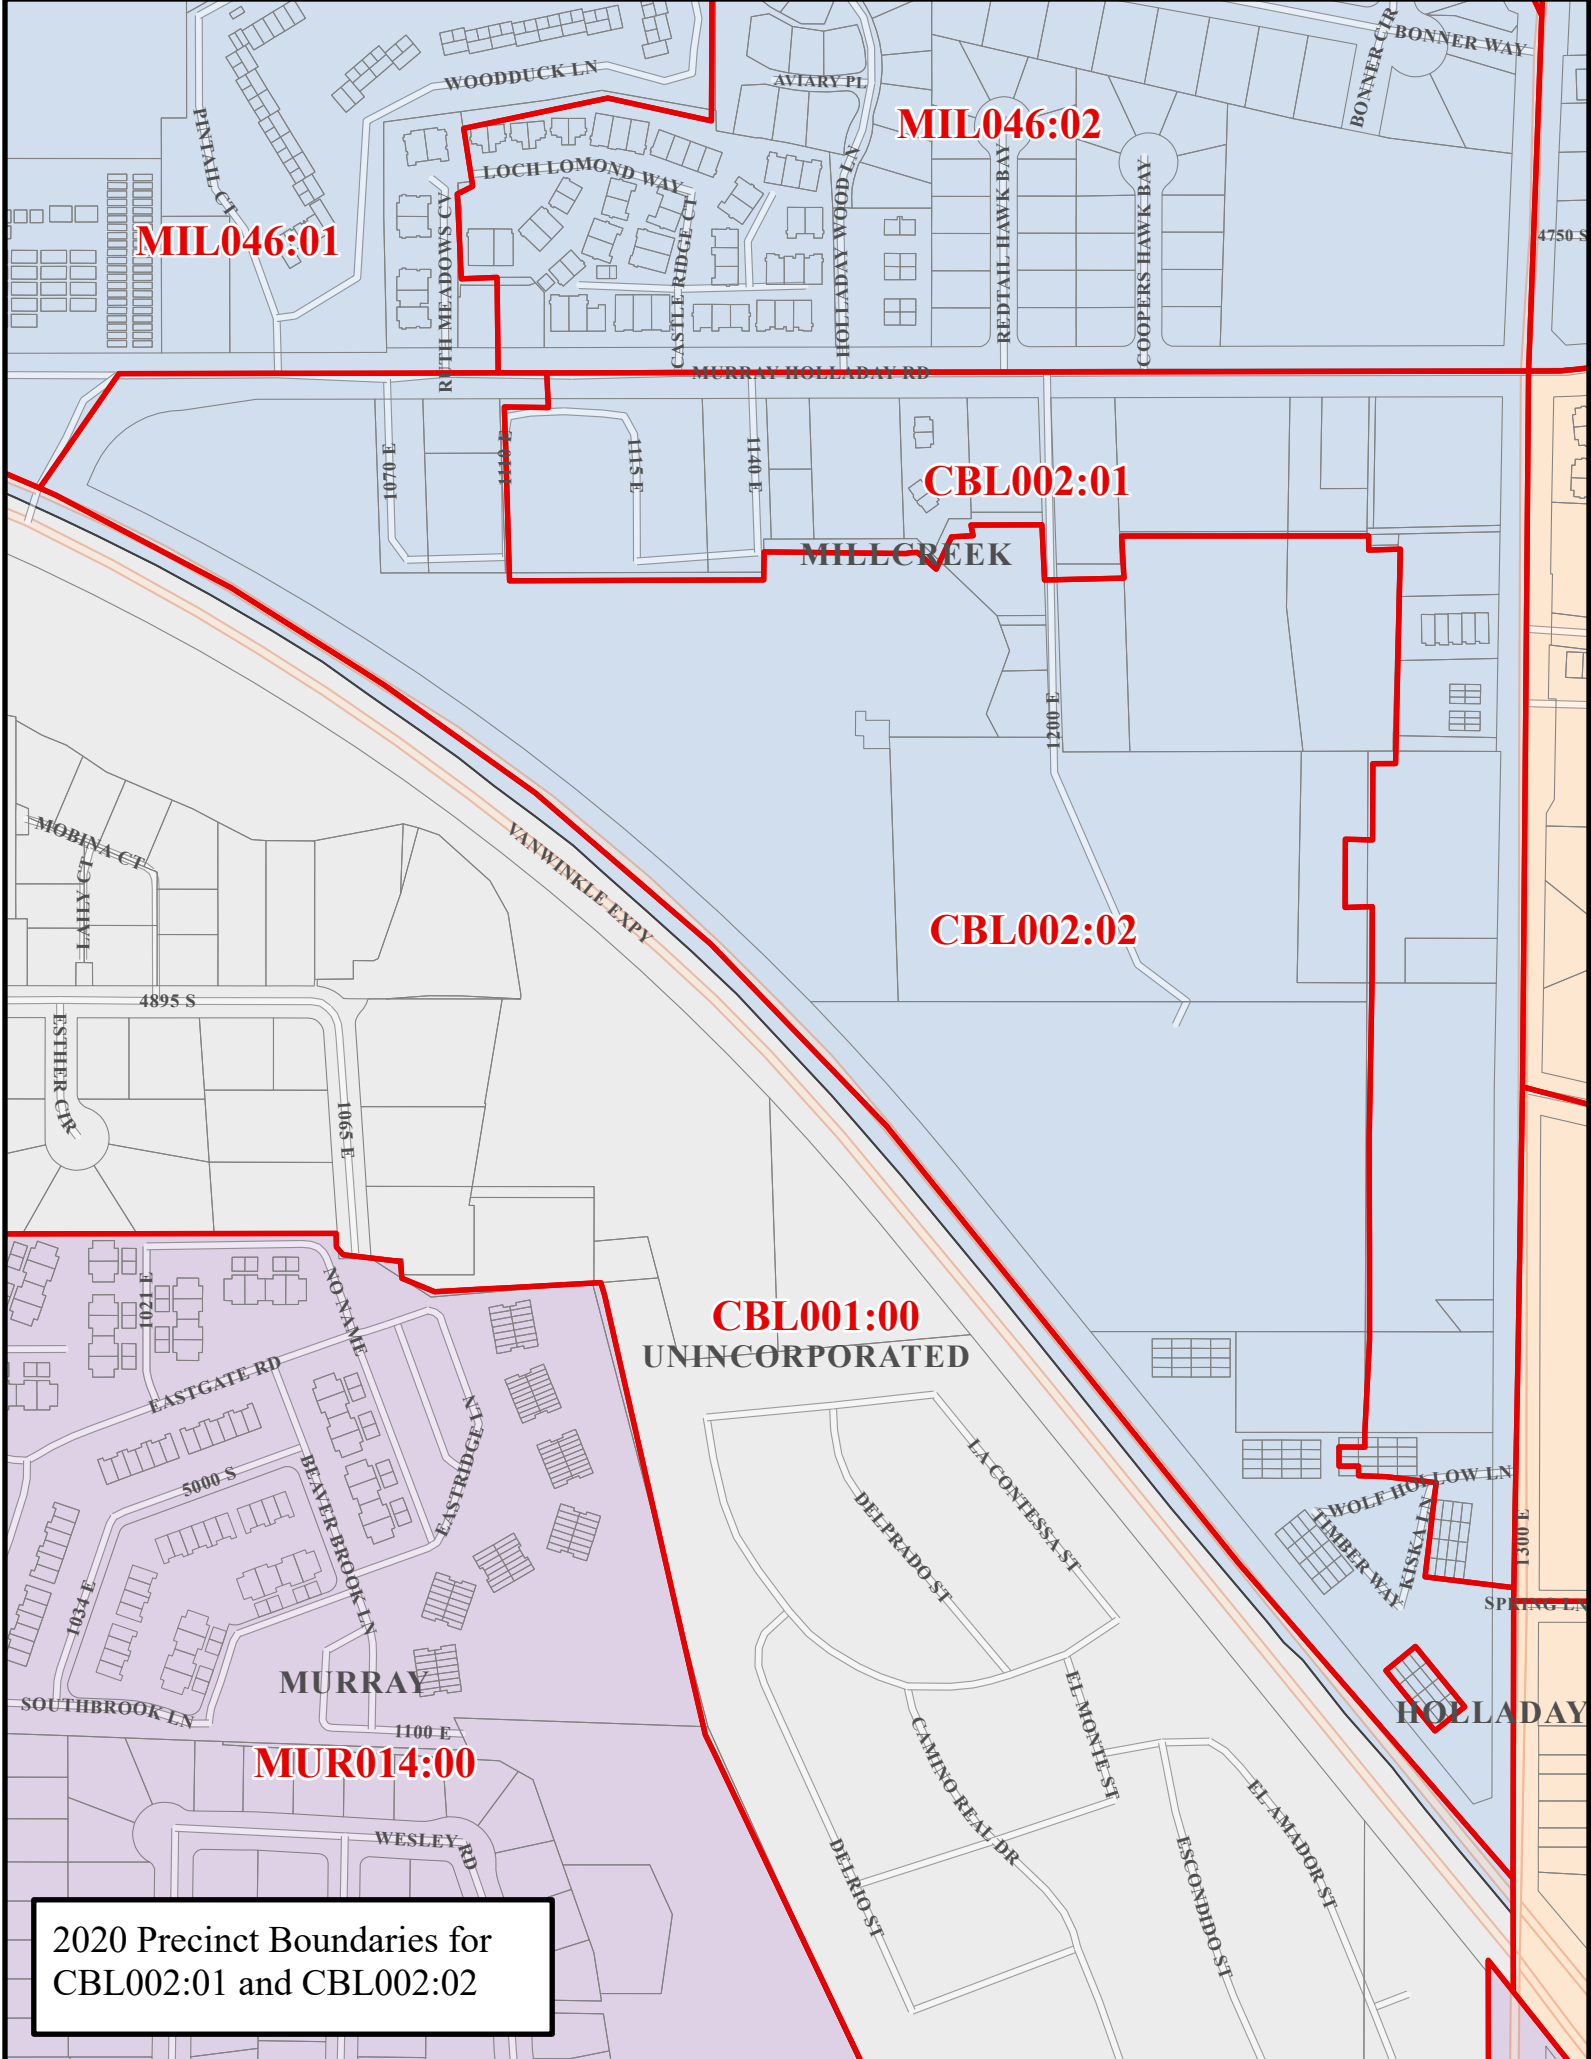 BONNER WAY
BONNER CIR
WOODDUCK LN
AVIARY PL
MIL046:02
PINTAIL CT
LOCH LOMOND WAY
HOLLADAY WOOD LN
REDTAIL HAWK BAY
COOPERS HAWK BAY
MIL046:01
RUTH MEADOWS CV
CASTLE RIDGE CT
4750 S
MURRAY HOLLADAY RD
1070 E
1110 E
1115 E
1140 E
CBL002:01
MILLCREEK
1200 E
MOBINA CT
LAILY CT
VANWINKLE EXPY
CBL002:02
4895 S
ESTHER CIR
1065 E
1021 E
NO NAME
CBL001:00
UNINCORPORATED
EASTGATE RD
EASTRIDGE LN
5000 S
BEAVER BROOK LN
LA CONTESSA ST
DELPRADO ST
WOLF HOLLOW LN
TIMBER WAY
KISKA LN
1300 E
SPRING LN
1034 E
MURRAY
SOUTHBROOK LN
1100 E
HOLLADAY
EL MONTE ST
CAMINO REAL DR
MUR014:00
WESLEY RD
DELRIO ST
ESCONDIDO ST
EL AMADOR ST
2020 Precinct Boundaries for
CBL002:01 and CBL002:02